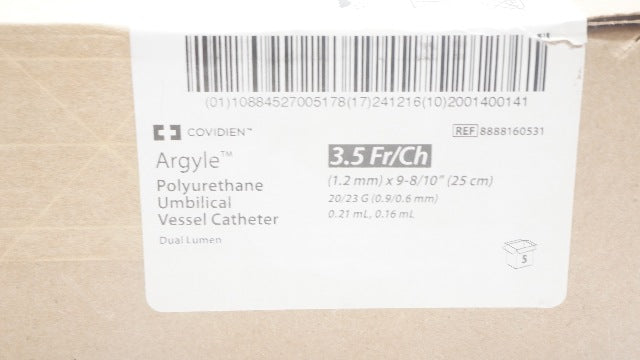 (01)10884527005178(17)241216(10)2001400141
COVIDIEN™
REF 8888160531
Argyle™
Polyurethane
Umbilical
Vessel Catheter
Dual Lumen
3.5 Fr/Ch
(1.2 mm) x 9-8/10" (25 cm)
20/23 G (0.9/0.6 mm)
0.21 mL, 0.16 mL
5